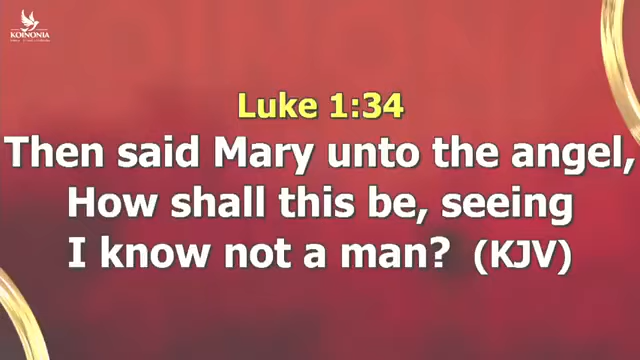 KOINONIA
Luke 1:34
Then said Mary unto the angel,
How shall this be, seeing
I know not a man? (KJV)